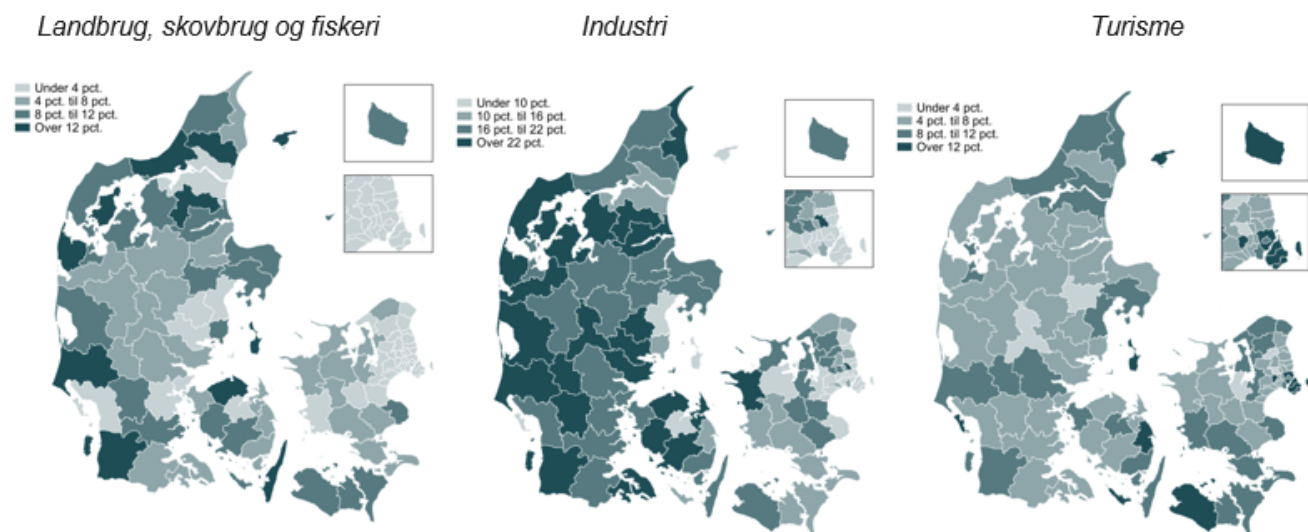 Landbrug, skovbrug og fiskeri
Under 4 pct.
4 pct. til 8 pct.
8 pct. til 12 pct.
Over 12 pct.
Industri
Under 10 pct.
10 pct. til 16 pct.
16 pct. til 22 pct.
Over 22 pct.
Turisme
Under 4 pct.
4 pct. til 8 pct.
8 pct. til 12 pct.
Over 12 pct.